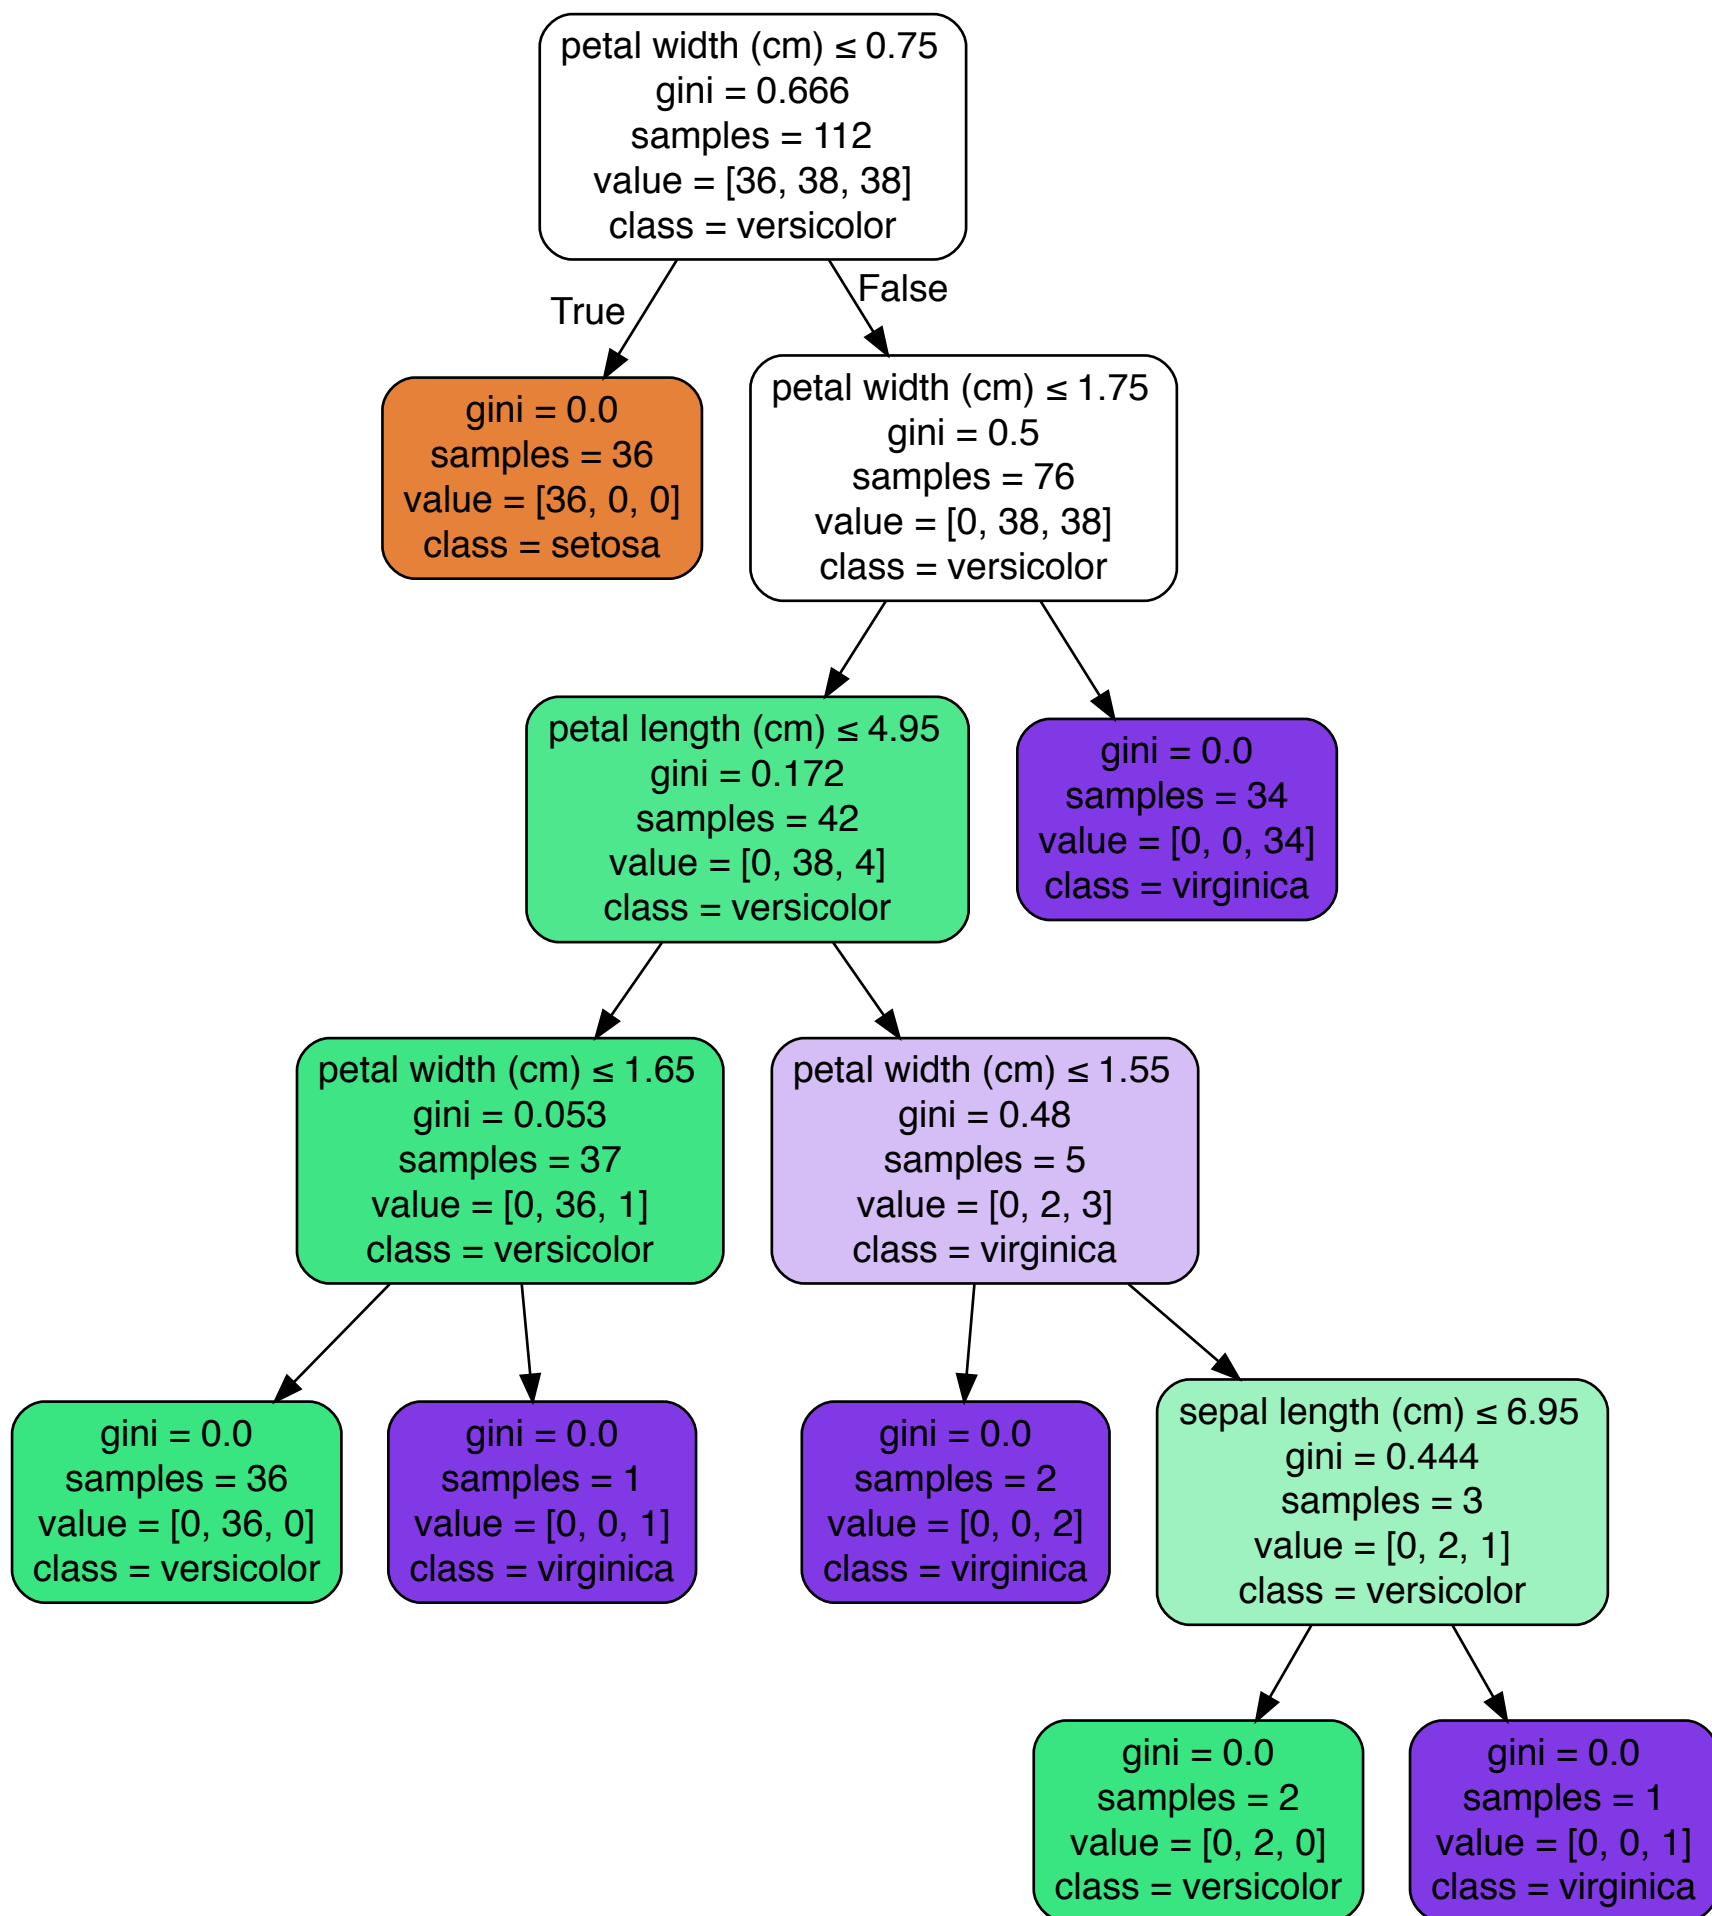 petal width (cm) ≤ 0.75
gini = 0.666
samples = 112
value = [36, 38, 38]
class = versicolor
True
False
gini = 0.0
samples = 36
value = [36, 0, 0]
class = setosa
petal width (cm) ≤ 1.75
gini = 0.5
samples = 76
value = [0, 38, 38]
class = versicolor
petal length (cm) ≤ 4.95
gini = 0.172
samples = 42
value = [0, 38, 4]
class = versicolor
gini = 0.0
samples = 34
value = [0, 0, 34]
class = virginica
petal width (cm) ≤ 1.65
gini = 0.053
samples = 37
value = [0, 36, 1]
class = versicolor
petal width (cm) ≤ 1.55
gini = 0.48
samples = 5
value = [0, 2, 3]
class = virginica
gini = 0.0
samples = 36
value = [0, 36, 0]
class = versicolor
gini = 0.0
samples = 1
value = [0, 0, 1]
class = virginica
gini = 0.0
samples = 2
value = [0, 0, 2]
class = virginica
sepal length (cm) ≤ 6.95
gini = 0.444
samples = 3
value = [0, 2, 1]
class = versicolor
gini = 0.0
samples = 2
value = [0, 2, 0]
class = versicolor
gini = 0.0
samples = 1
value = [0, 0, 1]
class = virginica